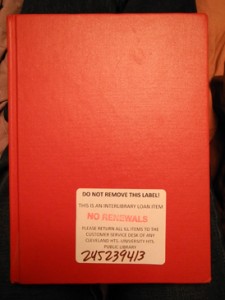 DO NOT REMOVE THIS LABEL!
THIS IS AN INTERLIBRARY LOAN ITEM
NO RENEWALS
PLEASE RETURN ALL ILL ITEMS TO THE
CUSTOMER SERVICE DESK OF ANY
CLEVELAND HTS.-UNIVERSITY HTS.
PUBLIC LIBRARY
245239413